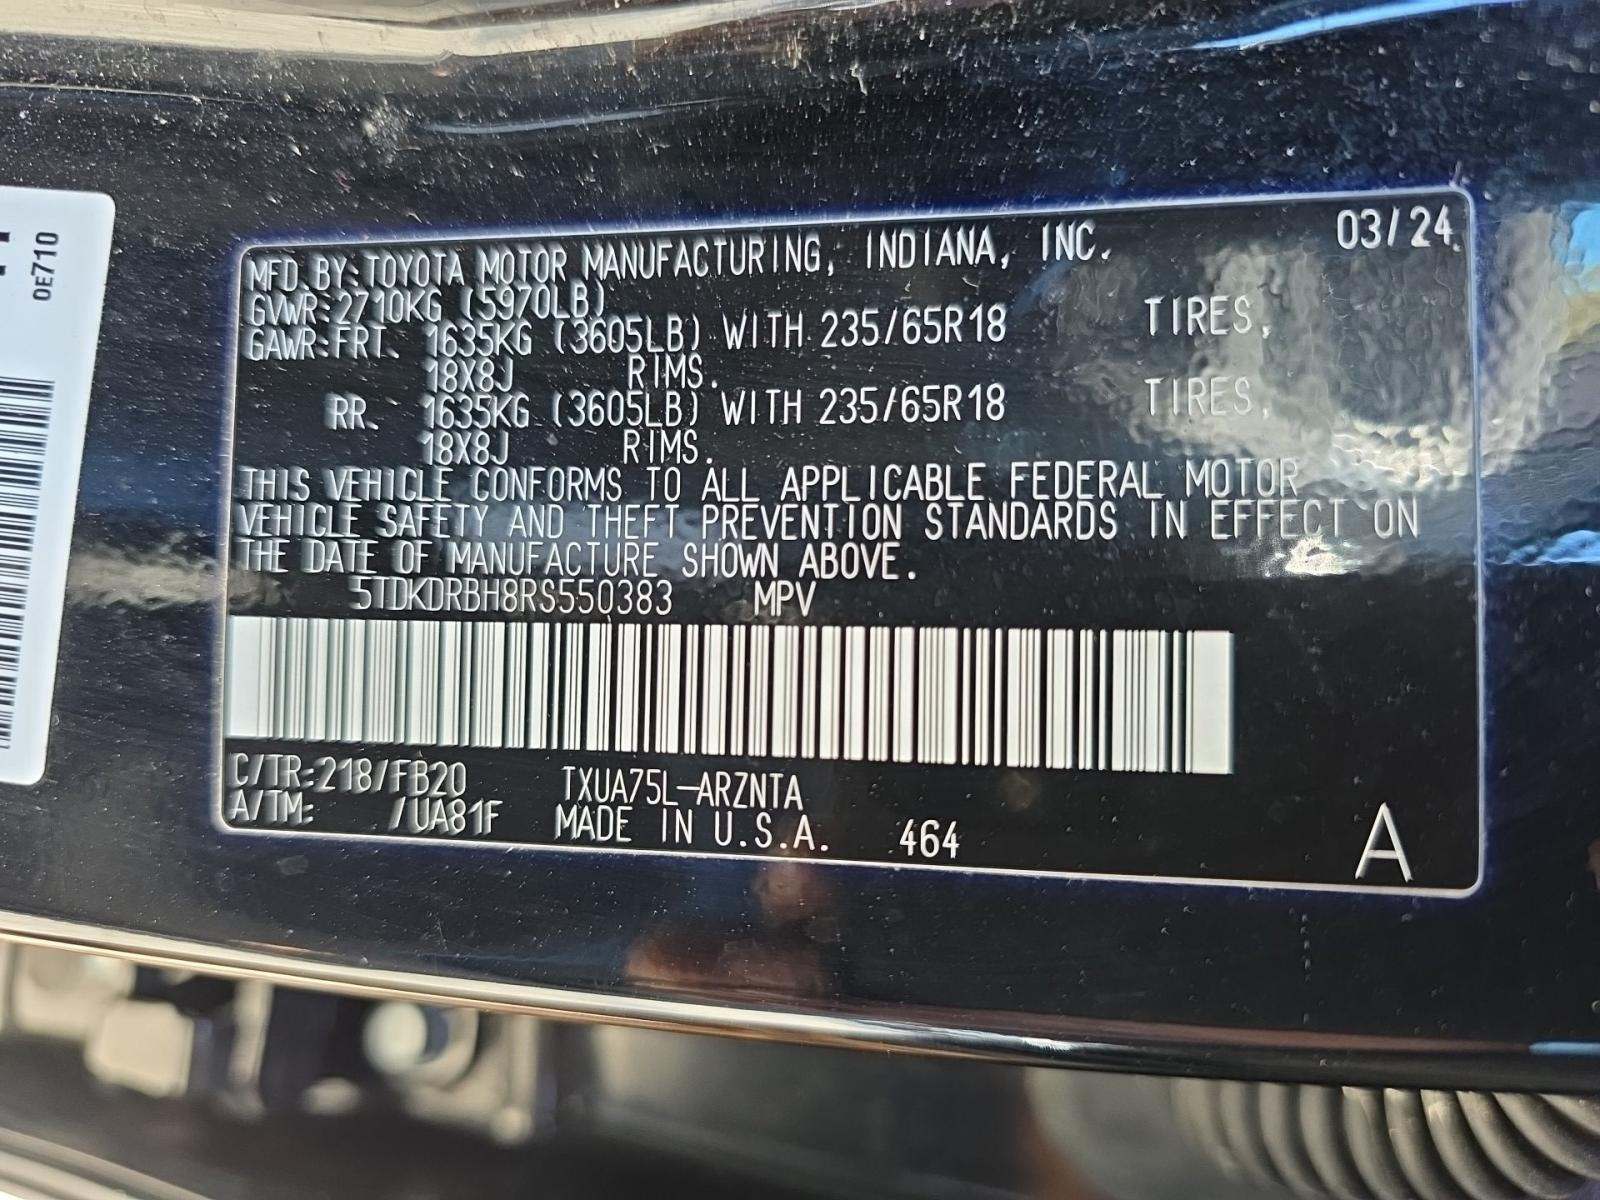 OE710
03/24
MFD. BY: TOYOTA MOTOR MANUFACTURING, INDIANA, INC.
GVWR: 2710KG (5970LB)
GAWR: FRT. 1635KG (3605LB) WITH 235/65R18 TIRES,
18X8J RIMS.
RR. 1635KG (3605LB) WITH 235/65R18 TIRES,
18X8J RIMS.
THIS VEHICLE CONFORMS TO ALL APPLICABLE FEDERAL MOTOR
VEHICLE SAFETY AND THEFT PREVENTION STANDARDS IN EFFECT ON
THE DATE OF MANUFACTURE SHOWN ABOVE.
5TDKDRBH8RS550383 MPV
C/TR: 218/FB20 TXUA75L-ARZNTA
A/TM: /UA81F MADE IN U.S.A. 464 A